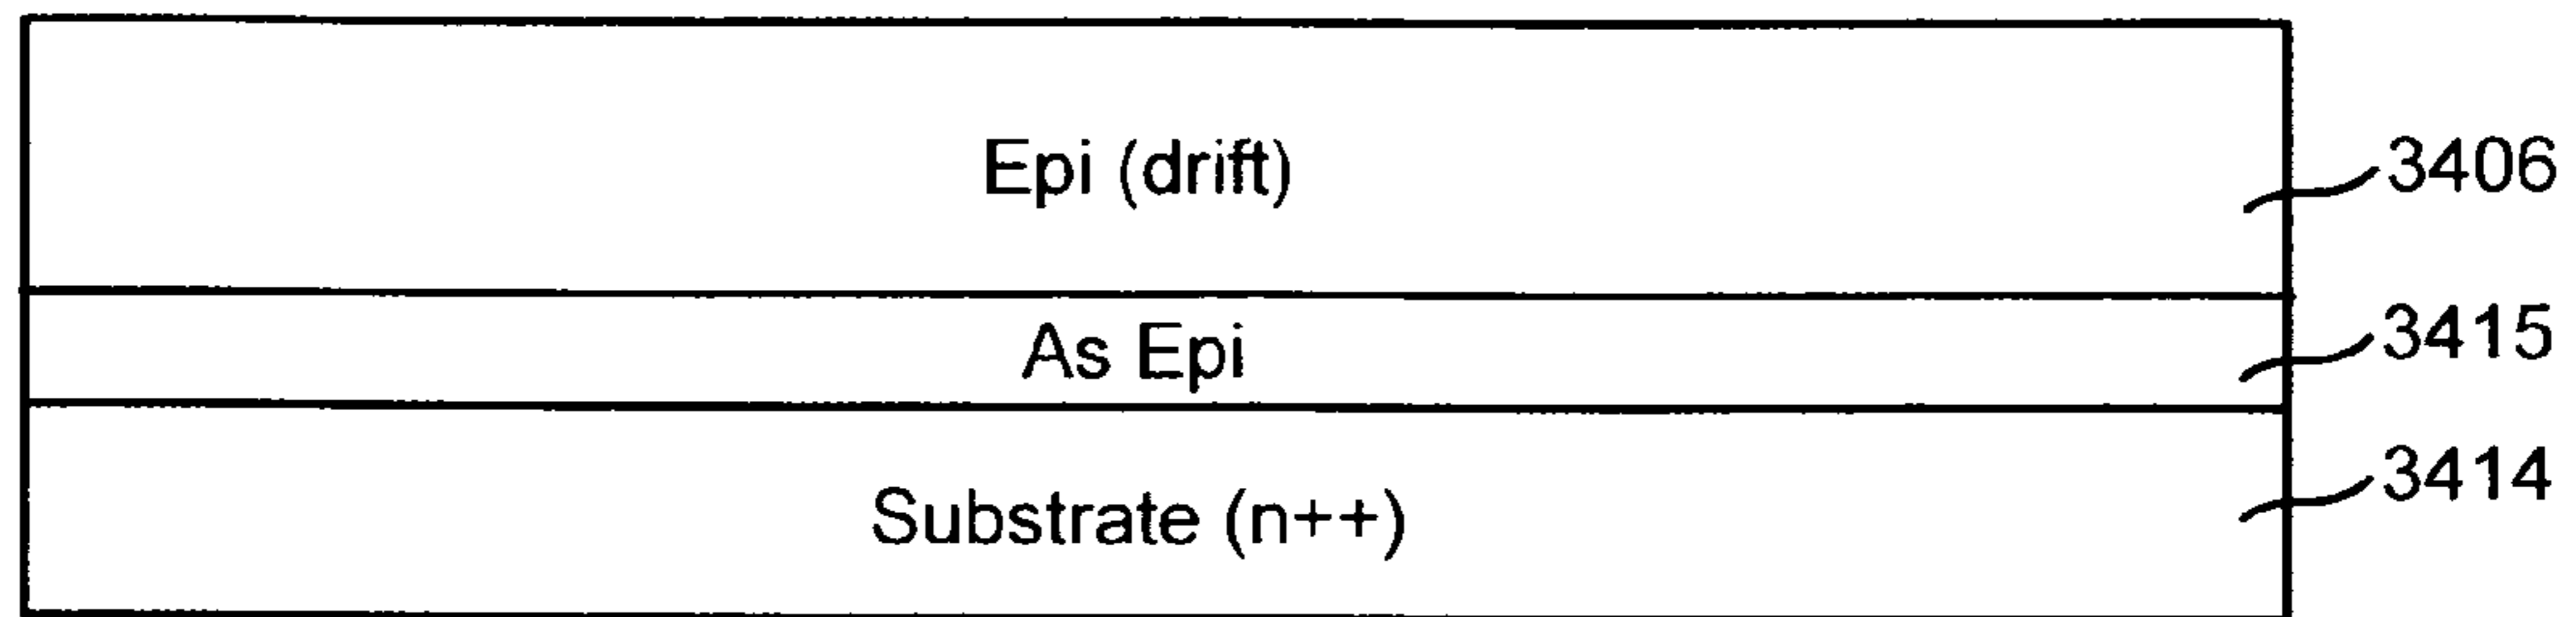 Epi (drift)
3406
As Epi
3415
Substrate (n++)
3414